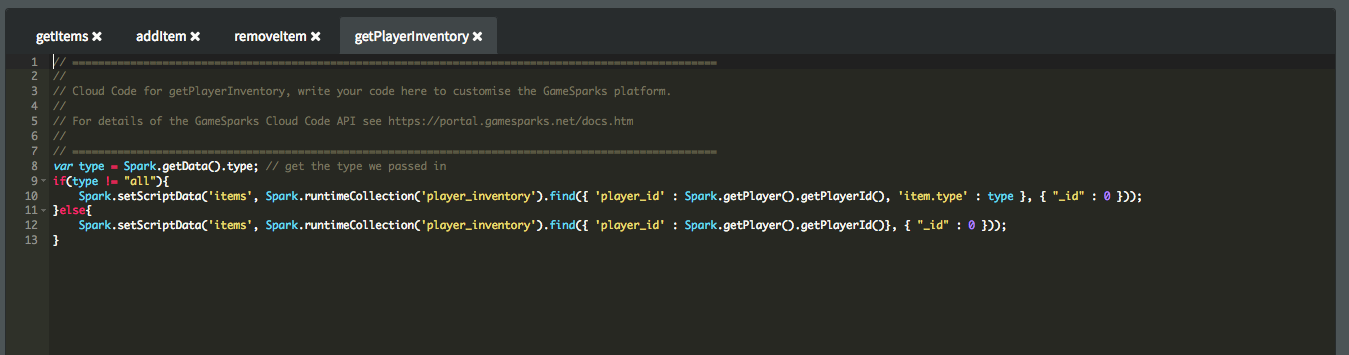 getItems ✖ addItem ✖ removeItem ✖ getPlayerInventory ✖
1 // ====================================================================================================
2 //
3 // Cloud Code for getPlayerInventory, write your code here to customise the GameSparks platform.
4 //
5 // For details of the GameSparks Cloud Code API see https://portal.gamesparks.net/docs.htm
6 //
7 // ====================================================================================================
8 var type = Spark.getData().type; // get the type we passed in
9 if(type != "all"){
10 Spark.setScriptData('items', Spark.runtimeCollection('player_inventory').find({ 'player_id' : Spark.getPlayer().getPlayerId(), 'item.type' : type }, { "_id" : 0 }));
11 }else{
12 Spark.setScriptData('items', Spark.runtimeCollection('player_inventory').find({ 'player_id' : Spark.getPlayer().getPlayerId()}, { "_id" : 0 }));
13 }